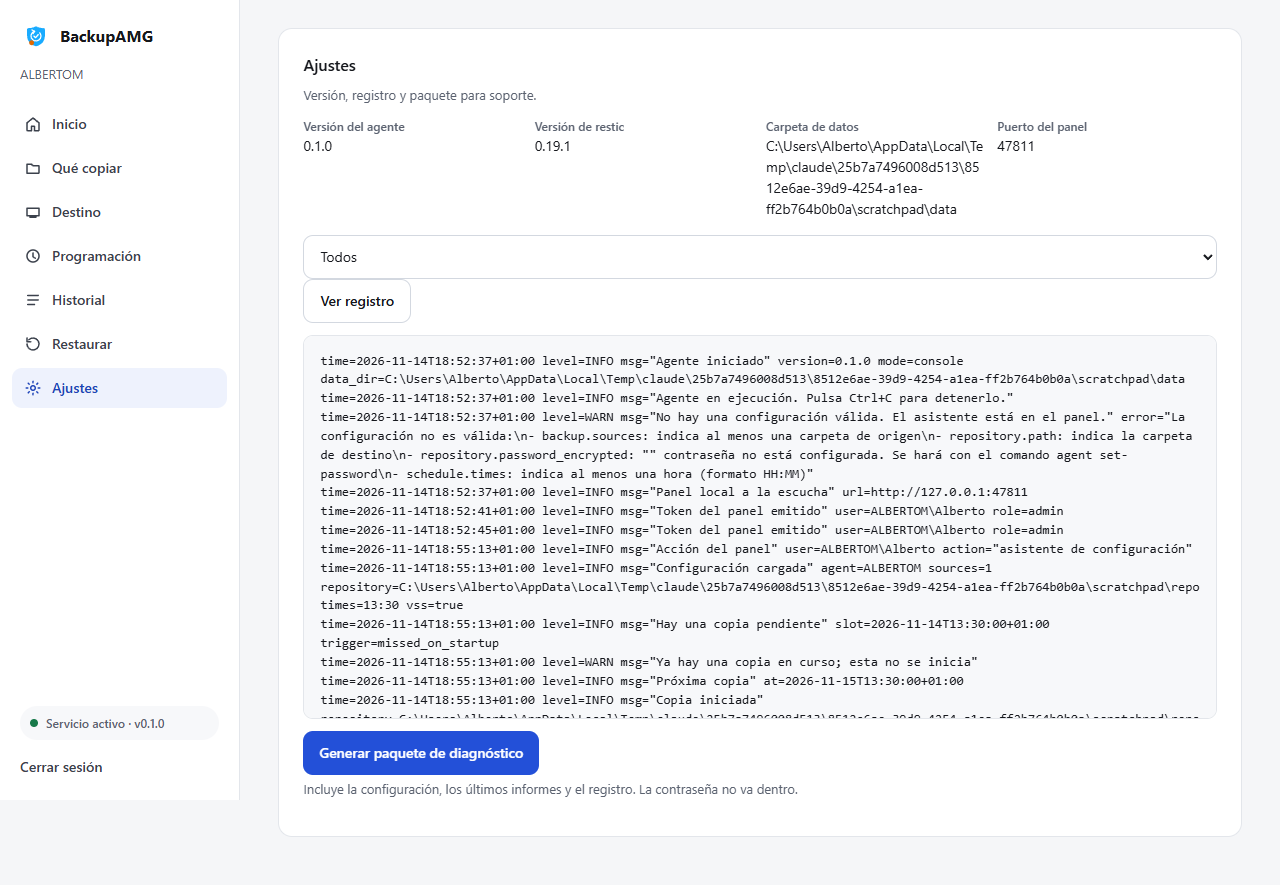 BackupAMG
ALBERTOM
Inicio
Qué copiar
Destino
Programación
Historial
Restaurar
Ajustes
Servicio activo · v0.1.0
Cerrar sesión
Ajustes
Versión, registro y paquete para soporte.
Versión del agente
0.1.0
Versión de restic
0.19.1
Carpeta de datos
C:\Users\Alberto\AppData\Local\Te
mp\claude\25b7a7496008d513\85
12e6ae-39d9-4254-a1ea-
ff2b764b0b0a\scratchpad\data
Puerto del panel
47811
Todos
Ver registro
time=2026-11-14T18:52:37+01:00 level=INFO msg="Agente iniciado" version=0.1.0 mode=console
data_dir=C:\Users\Alberto\AppData\Local\Temp\claude\25b7a7496008d513\8512e6ae-39d9-4254-a1ea-ff2b764b0b0a\scratchpad\data
time=2026-11-14T18:52:37+01:00 level=INFO msg="Agente en ejecución. Pulsa Ctrl+C para detenerlo."
time=2026-11-14T18:52:37+01:00 level=WARN msg="No hay una configuración válida. El asistente está en el panel." error="La
configuración no es válida:\n- backup.sources: indica al menos una carpeta de origen\n- repository.path: indica la carpeta
de destino\n- repository.password_encrypted: "" contraseña no está configurada. Se hará con el comando agent set-
password\n- schedule.times: indica al menos una hora (formato HH:MM)"
time=2026-11-14T18:52:37+01:00 level=INFO msg="Panel local a la escucha" url=http://127.0.0.1:47811
time=2026-11-14T18:52:41+01:00 level=INFO msg="Token del panel emitido" user=ALBERTOM\Alberto role=admin
time=2026-11-14T18:52:45+01:00 level=INFO msg="Token del panel emitido" user=ALBERTOM\Alberto role=admin
time=2026-11-14T18:55:13+01:00 level=INFO msg="Acción del panel" user=ALBERTOM\Alberto action="asistente de configuración"
time=2026-11-14T18:55:13+01:00 level=INFO msg="Configuración cargada" agent=ALBERTOM sources=1
repository=C:\Users\Alberto\AppData\Local\Temp\claude\25b7a7496008d513\8512e6ae-39d9-4254-a1ea-ff2b764b0b0a\scratchpad\repo
times=13:30 vss=true
time=2026-11-14T18:55:13+01:00 level=INFO msg="Hay una copia pendiente" slot=2026-11-14T13:30:00+01:00
trigger=missed_on_startup
time=2026-11-14T18:55:13+01:00 level=WARN msg="Ya hay una copia en curso; esta no se inicia"
time=2026-11-14T18:55:13+01:00 level=INFO msg="Próxima copia" at=2026-11-15T13:30:00+01:00
time=2026-11-14T18:55:13+01:00 level=INFO msg="Copia iniciada"
repository=C:\Users\Alberto\AppData\Local\Temp\claude\25b7a7496008d513\8512e6ae-39d9-4254-a1ea-ff2b764b0b0a\scratchpad\repo
Generar paquete de diagnóstico
Incluye la configuración, los últimos informes y el registro. La contraseña no va dentro.